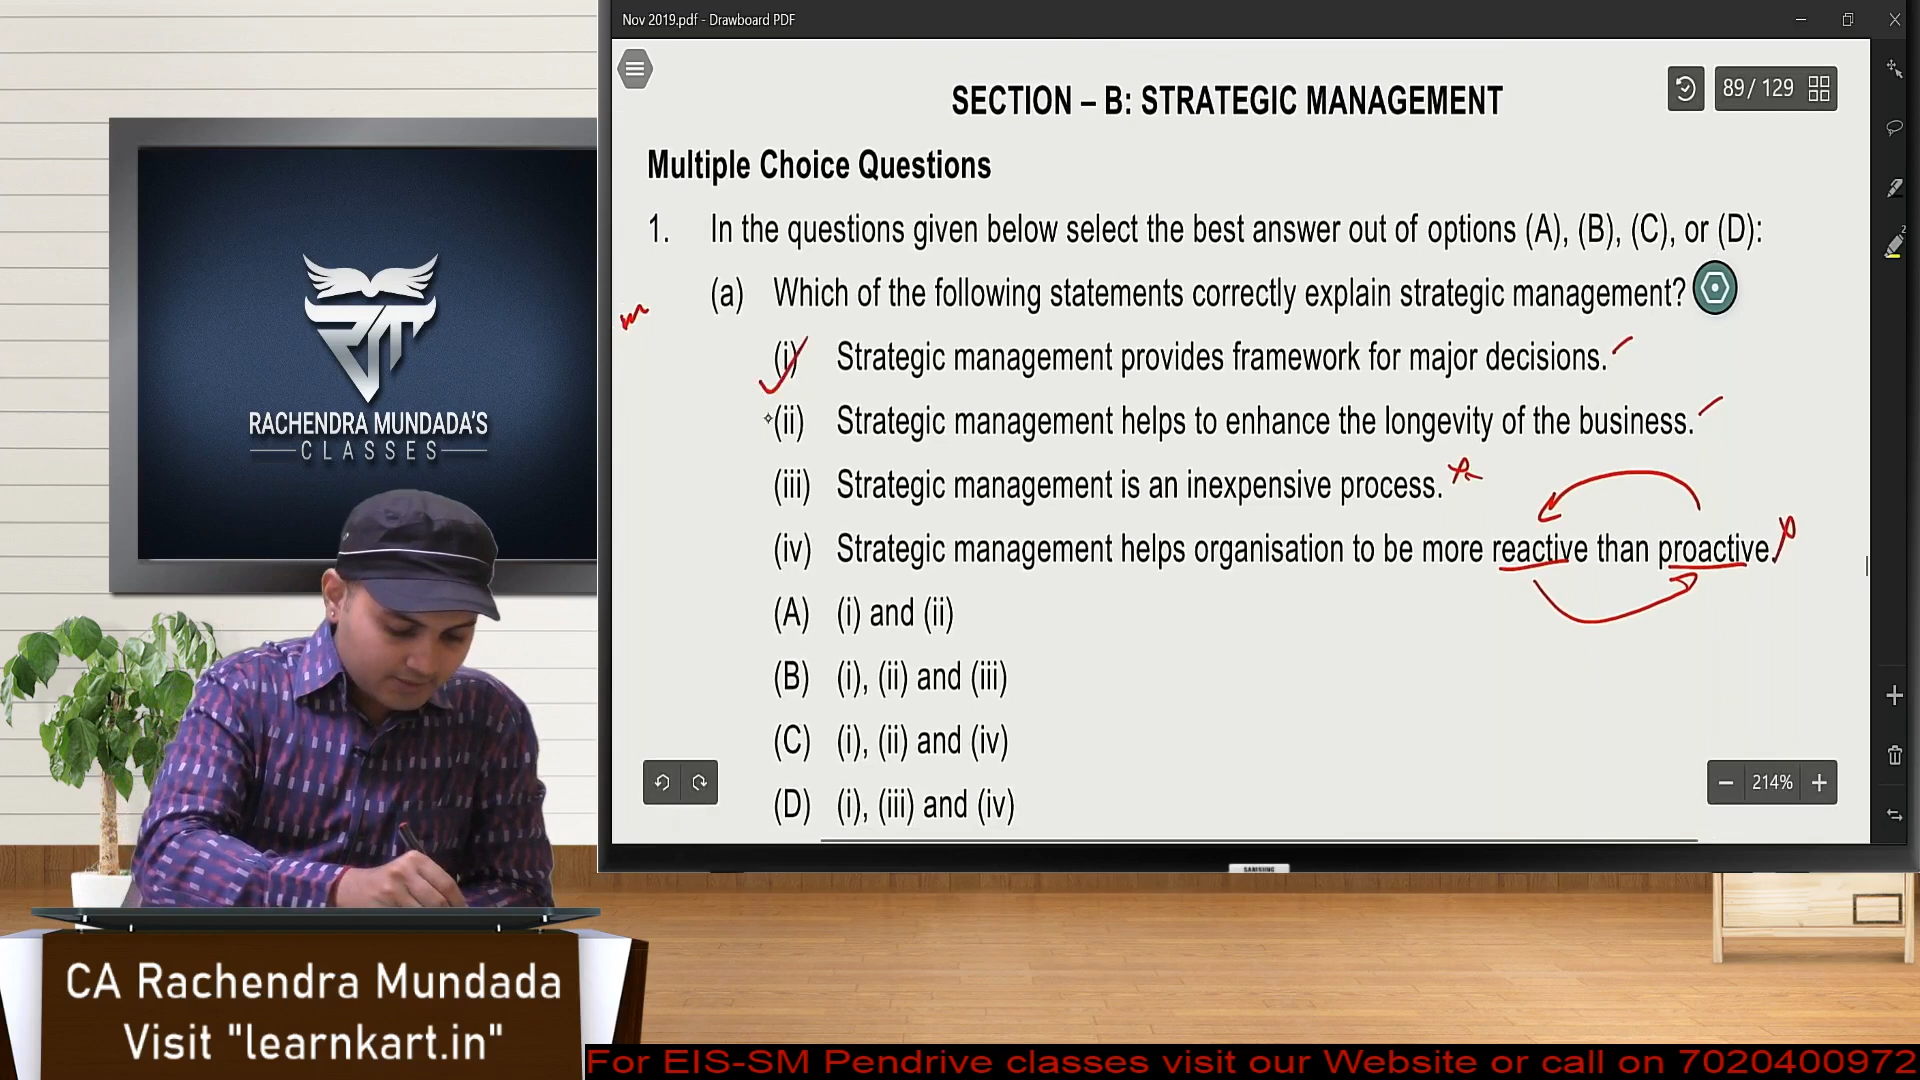 Nov 2019.pdf - Drawboard PDF
SECTION – B: STRATEGIC MANAGEMENT
89 / 129
Multiple Choice Questions
1. In the questions given below select the best answer out of options (A), (B), (C), or (D):
(a) Which of the following statements correctly explain strategic management?
(i) Strategic management provides framework for major decisions.
(ii) Strategic management helps to enhance the longevity of the business.
(iii) Strategic management is an inexpensive process.
(iv) Strategic management helps organisation to be more reactive than proactive.
(A) (i) and (ii)
(B) (i), (ii) and (iii)
(C) (i), (ii) and (iv)
(D) (i), (iii) and (iv)
214%
2
SAMSUNG
RACHENDRA MUNDADA'S
CLASSES
CA Rachendra Mundada
Visit "learnkart.in"
For EIS-SM Pendrive classes visit our Website or call on 7020400972